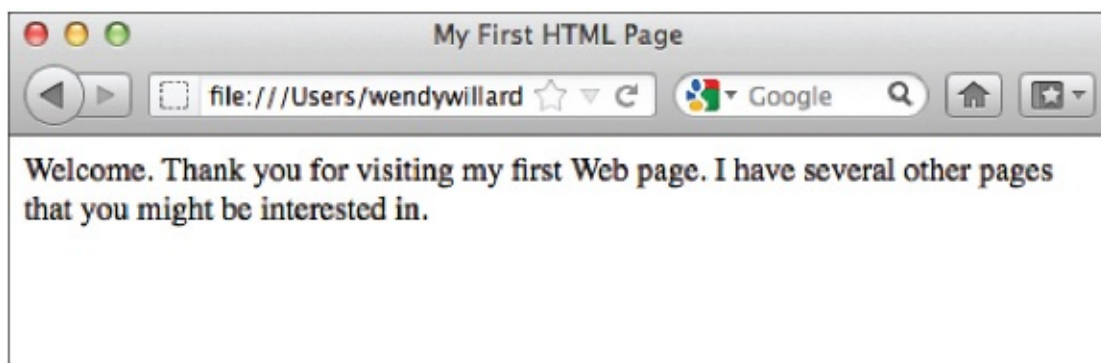 My First HTML Page
file:///Users/wendywillard
Google
Welcome. Thank you for visiting my first Web page. I have several other pages
that you might be interested in.